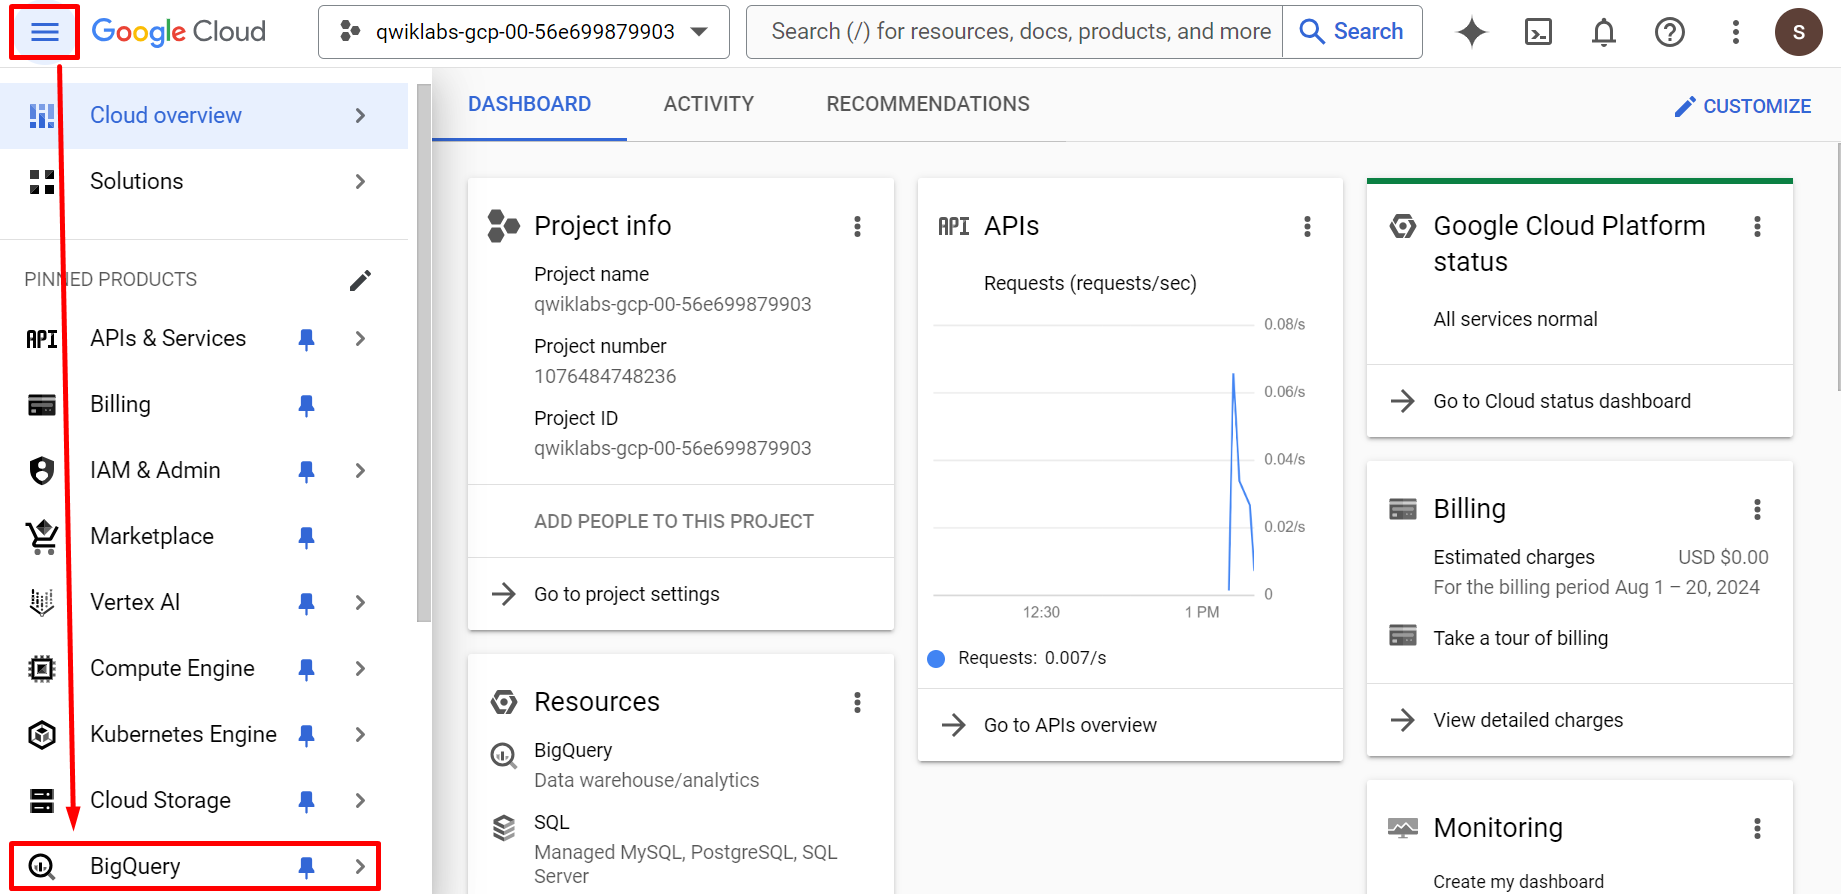 Google Cloud
qwiklabs-gcp-00-56e699879903
Search (/) for resources, docs, products, and more
Search
S
Cloud overview
Solutions
PINNED PRODUCTS
API APIs & Services
Billing
IAM & Admin
Marketplace
Vertex AI
Compute Engine
Kubernetes Engine
Cloud Storage
BigQuery
DASHBOARD
ACTIVITY
RECOMMENDATIONS
CUSTOMIZE
Project info
Project name
qwiklabs-gcp-00-56e699879903
Project number
1076484748236
Project ID
qwiklabs-gcp-00-56e699879903
ADD PEOPLE TO THIS PROJECT
Go to project settings
Resources
BigQuery
Data warehouse/analytics
SQL
Managed MySQL, PostgreSQL, SQL
Server
API APIs
Requests (requests/sec)
0.08/s
0.06/s
0.04/s
0.02/s
0
12:30
1 PM
Requests: 0.007/s
Go to APIs overview
Google Cloud Platform
status
All services normal
Go to Cloud status dashboard
Billing
Estimated charges USD $0.00
For the billing period Aug 1 – 20, 2024
Take a tour of billing
View detailed charges
Monitoring
Create my dashboard